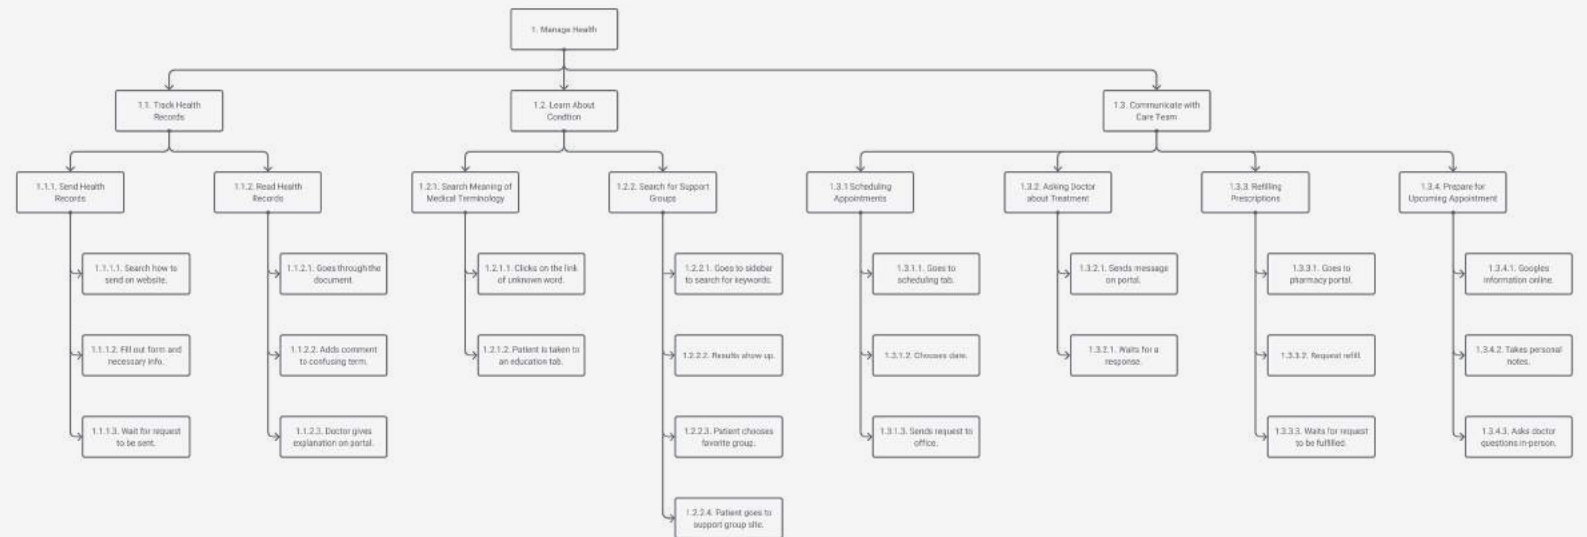 1. Manage Health
1.1. Track Health
Records
1.2. Learn About
Condtion
1.3. Communicate with
Care Team
1.1.1. Send Health
Records
1.1.2. Read Health
Records
1.2.1. Search Meaning of
Medical Terminology
1.2.2. Search for Support
Groups
1.3.1 Scheduling
Appointments
1.3.2. Asking Doctor
about Treatment
1.3.3. Refilling
Prescriptions
1.3.4. Prepare for
Upcoming Appointment
1.1.1.1. Search how to
send on website.
1.1.2.1. Goes through the
document.
1.2.1.1. Clicks on the link
of unknown word.
1.2.2.1. Goes to sidebar
to search for keywords.
1.3.1.1. Goes to
scheduling tab.
1.3.2.1. Sends message
on portal.
1.3.3.1. Goes to
pharmacy portal.
1.3.4.1. Googles
information online.
1.1.1.2. Fill out form and
necessary info.
1.1.2.2. Adds comment
to confusing term.
1.2.1.2. Patient is taken to
an education tab.
1.2.2.2. Results show up.
1.3.1.2. Chooses date.
1.3.2.1. Waits for a
response.
1.3.3.2. Request refill.
1.3.4.2. Takes personal
notes.
1.1.1.3. Wait for request
to be sent.
1.1.2.3. Doctor gives
explanation on portal.
1.2.2.3. Patient chooses
favorite group.
1.3.1.3. Sends request to
office.
1.3.3.3. Waits for request
to be fulfilled.
1.3.4.3. Asks doctor
questions in-person.
1.2.2.4. Patient goes to
support group site.